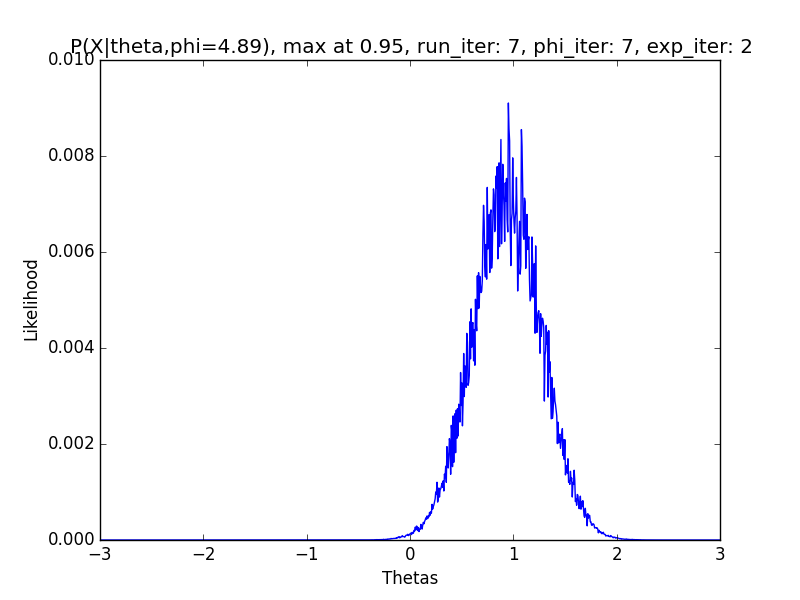 P(X|theta,phi=4.89), max at 0.95, run_iter: 7, phi_iter: 7, exp_iter: 2
0.010
0.008
0.006
0.004
0.002
0.000
Likelihood
−3 −2 −1 0 1 2 3
Thetas